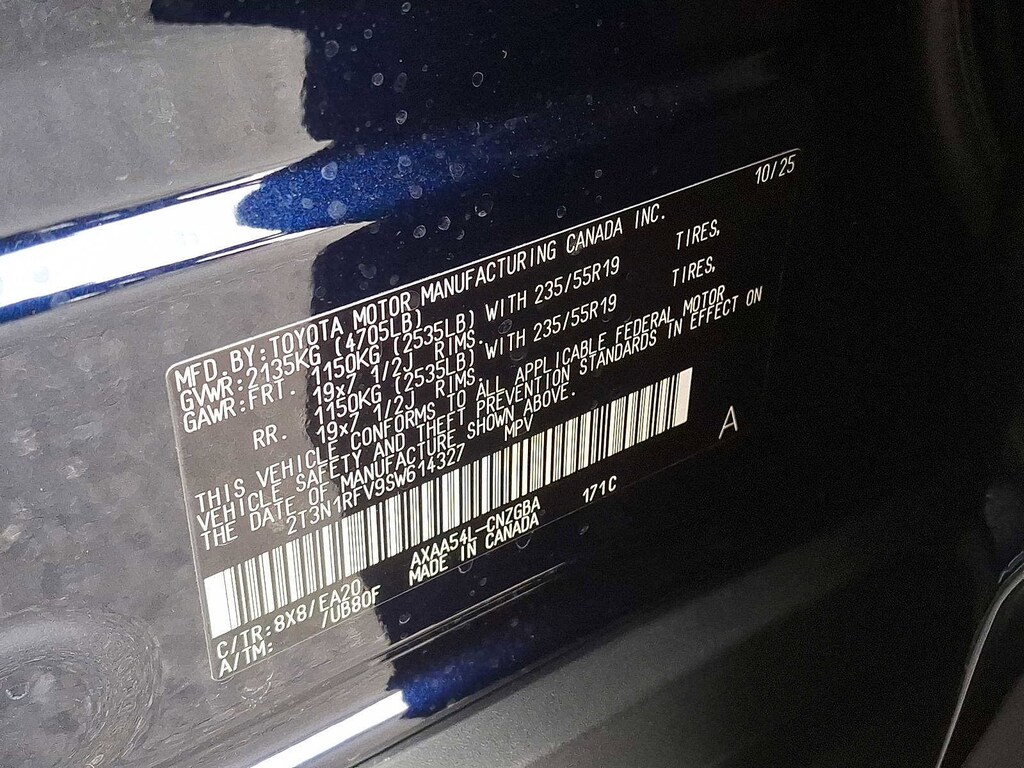 10/25
MFD. BY: TOYOTA MOTOR MANUFACTURING CANADA INC.
GVWR: 2135KG (4705LB)
GAWR: FRT. 1150KG (2535LB) WITH 235/55R19 TIRES,
19x7 1/2J RIMS.
RR. 1150KG (2535LB) WITH 235/55R19 TIRES,
19x7 1/2J RIMS.
THIS VEHICLE CONFORMS TO ALL APPLICABLE FEDERAL MOTOR
VEHICLE SAFETY AND THEFT PREVENTION STANDARDS IN EFFECT ON
THE DATE OF MANUFACTURE SHOWN ABOVE.
2T3N1RFV9SW614327 MPV
A
C/TR: 8X8/EA20 AXAA54L-CNZGBA 171C
A/TM: /UB80F MADE IN CANADA